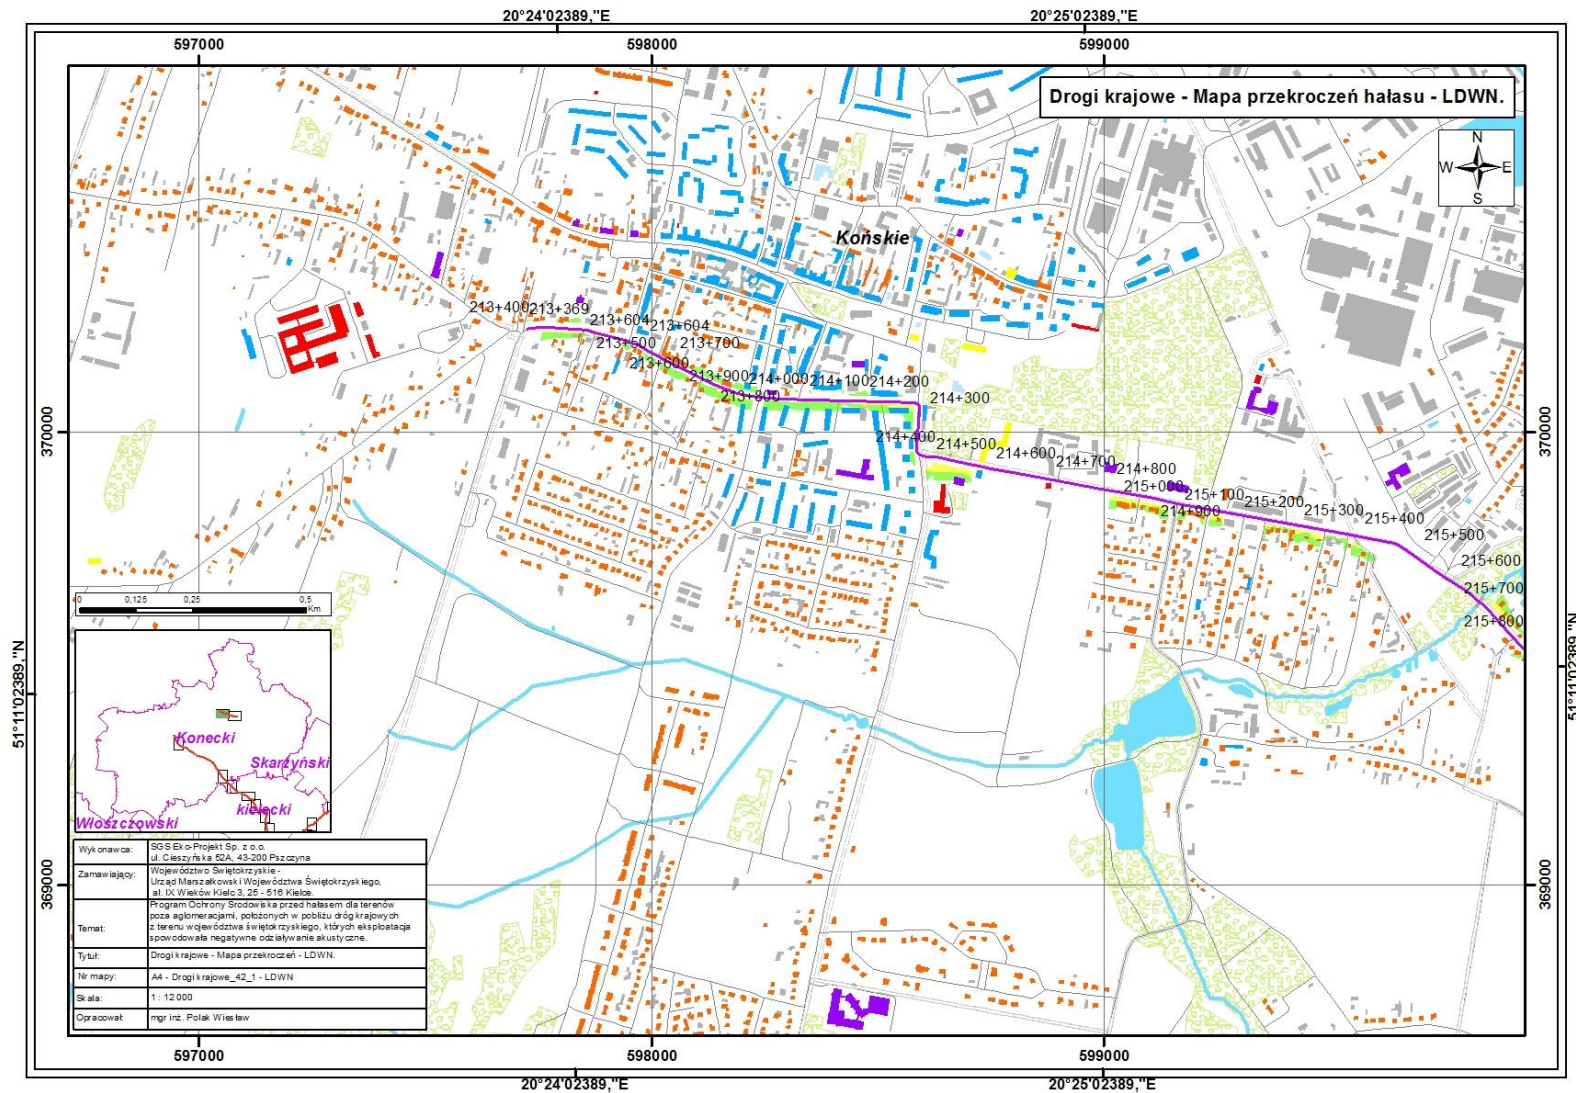 20°24'02389,"E
20°25'02389,"E
597000
598000
599000
Drogi krajowe - Mapa przekroczeń hałasu - LDWN.
N
W
E
S
Końskie
213+400
213+369
213+604
213+604
213+500
213+700
213+600
213+900
214+000
214+100
214+200
213+800
214+300
214+400
214+500
214+600
214+700
214+800
215+000
215+100
215+200
214+900
215+300
215+400
215+500
215+600
215+700
215+800
370000
370000
0
0,125
0,25
0,5
Km
51°11'02389,"N
51°11'02389,"N
Konecki
Skarżyński
kielecki
Włoszczowski
369000
369000
Wykonawca: SGS Eko-Projekt Sp. z o.o.
ul. Cieszyńska 52A, 43-200 Pszczyna
Zamawiający: Województwo Świętokrzyskie -
Urząd Marszałkowski Województwa Świętokrzyskiego,
al. IX Wieków Kielc 3, 25 - 516 Kielce.
Temat: Program Ochrony Środowiska przed hałasem dla terenów
poza aglomeracjami, położonych w pobliżu dróg krajowych
z terenu województwa świętokrzyskiego, których eksploatacja
spowodowała negatywne oddziaływanie akustyczne.
Tytuł: Drogi krajowe - Mapa przekroczeń - LDWN.
Nr mapy: A4 - Drogi krajowe_42_1 - LDWN
Skala: 1 : 12 000
Opracował: mgr inż. Polak Wiesław
597000
598000
599000
20°24'02389,"E
20°25'02389,"E